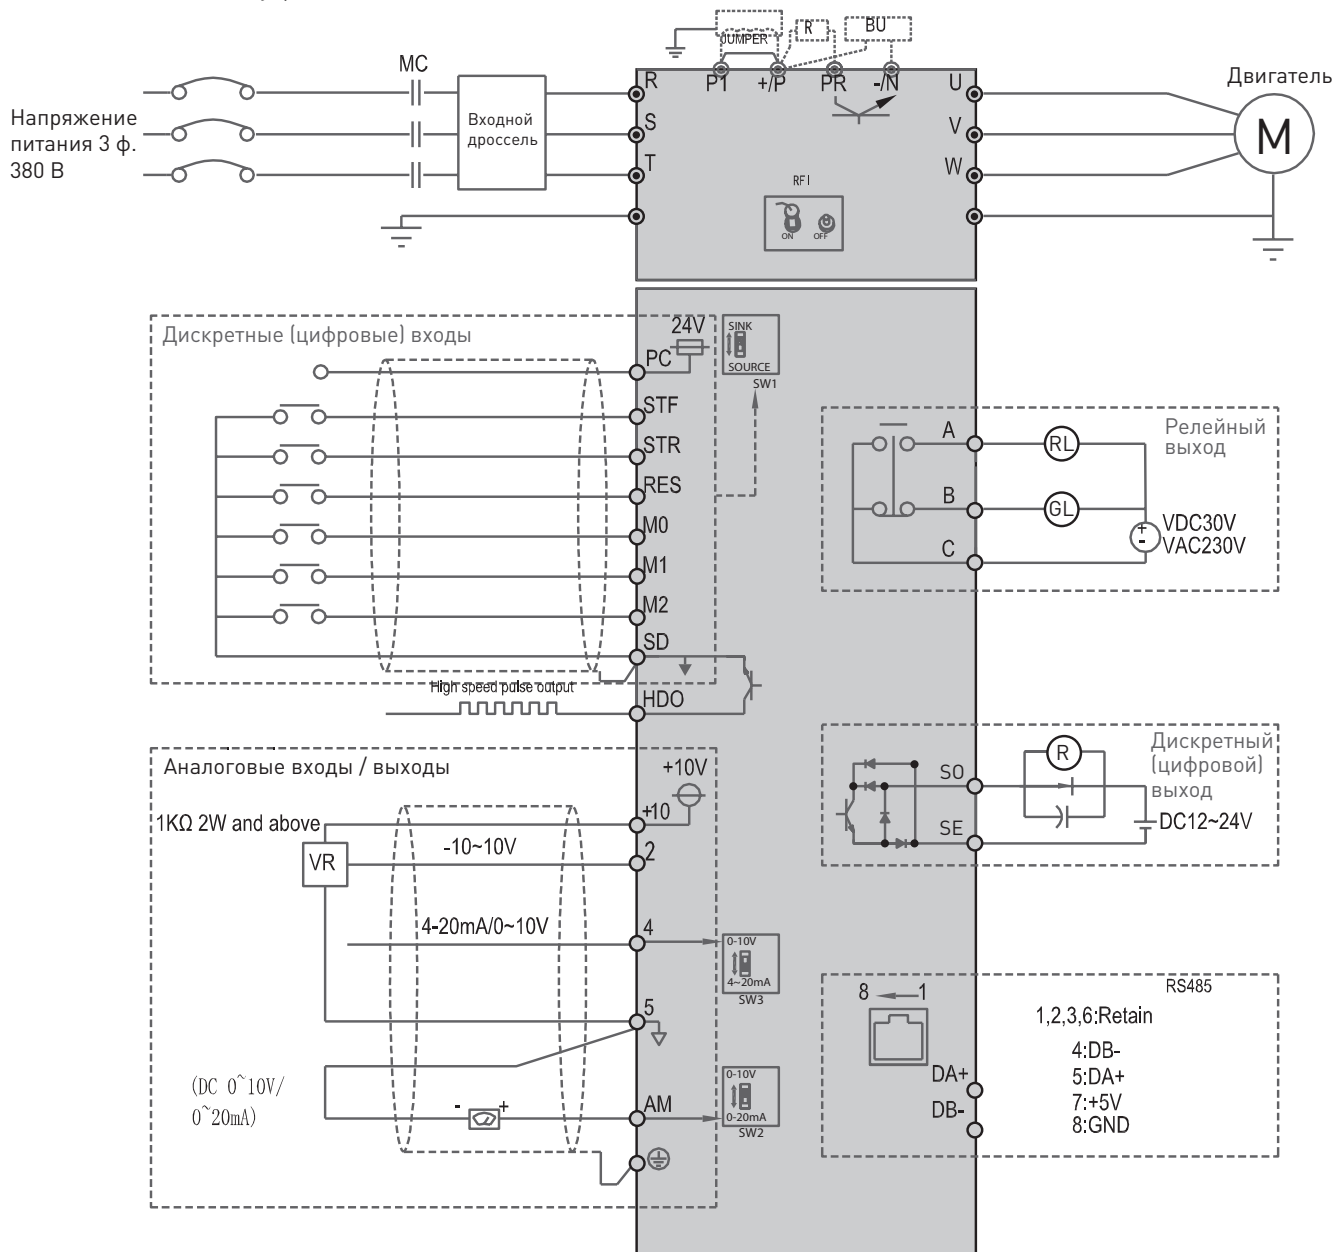 JUMPER
R
BU
MC
P1
+/P
PR
-/N
R
U
Двигатель
Напряжение
питания 3 ф.
380 В
Входной
дроссель
S
V
M
T
W
RFI
ON
OFF
Дискретные (цифровые) входы
24V
SINK
SOURCE
SW1
PC
STF
STR
RES
M0
M1
M2
SD
High speed pulse output
HDO
A
RL
Релейный
выход
B
GL
C
+
-
VDC30V
VAC230V
Аналоговые входы / выходы
+10V
+10
1KΩ 2W and above
VR
-10~10V
2
4-20mA/0~10V
4
0-10V
4~20mA
SW3
5
(DC 0~10V/
0~20mA)
-
+
AM
0-10V
0-20mA
SW2
SO
SE
R
Дискретный
(цифровой)
выход
DC12~24V
RS485
8
1
1,2,3,6:Retain
4:DB-
5:DA+
7:+5V
8:GND
DA+
DB-